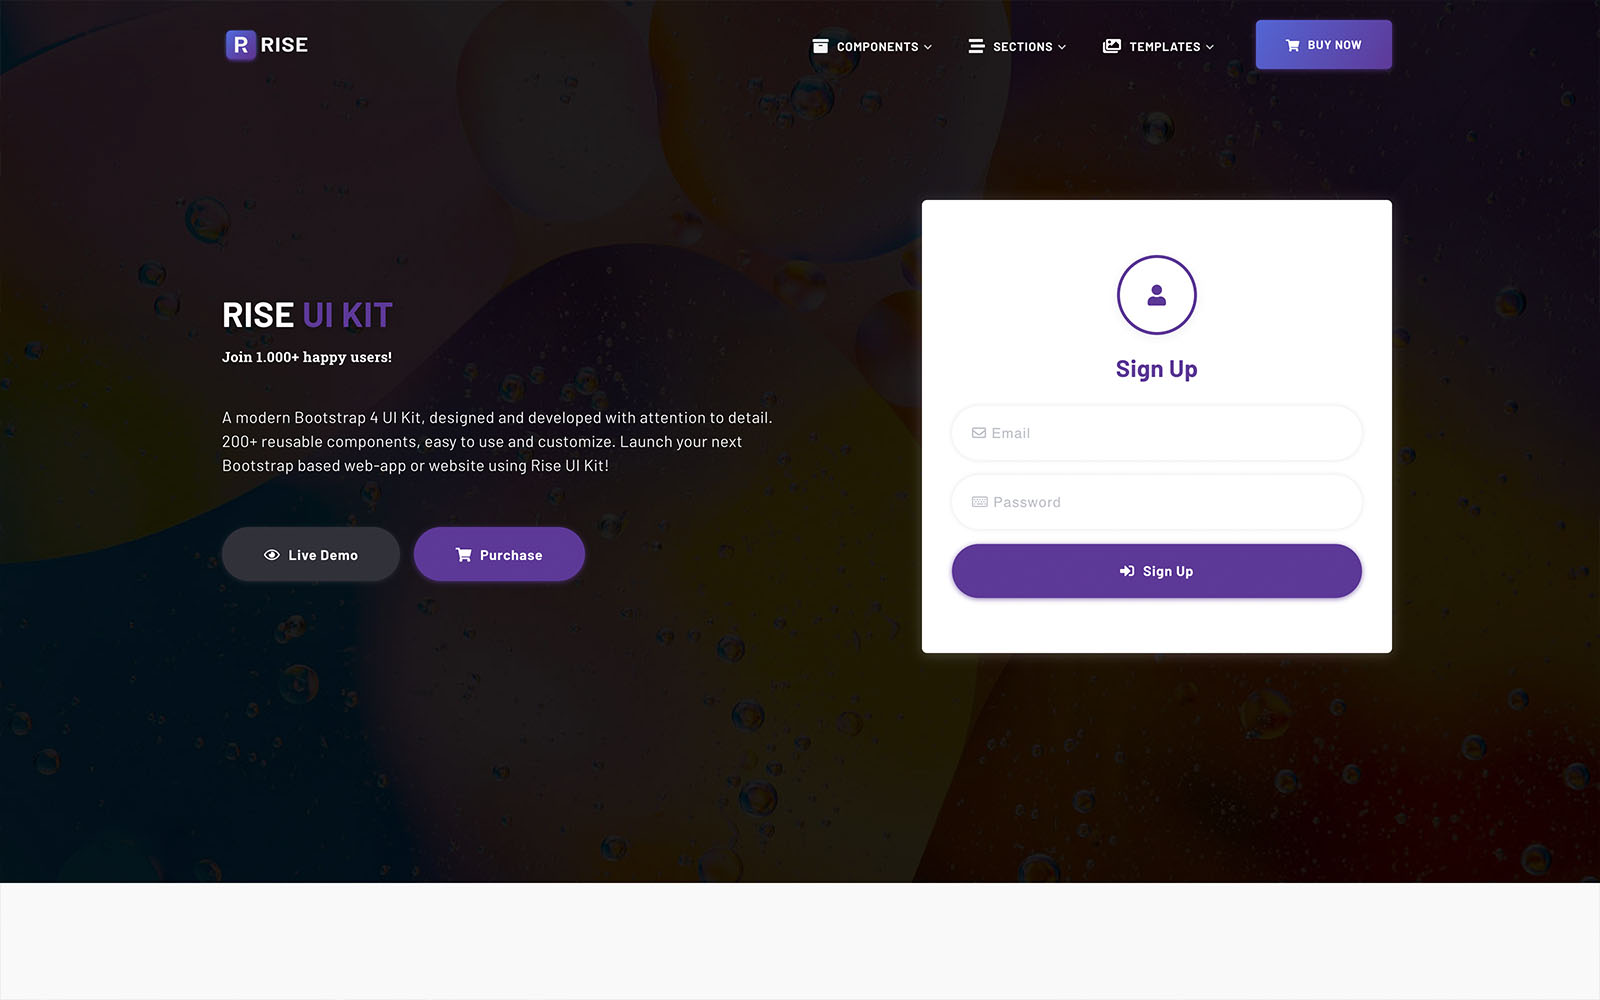 R RISE
COMPONENTS
SECTIONS
TEMPLATES
BUY NOW
RISE UI KIT
Join 1.000+ happy users!
A modern Bootstrap 4 UI Kit, designed and developed with attention to detail.
200+ reusable components, easy to use and customize. Launch your next
Bootstrap based web-app or website using Rise UI Kit!
Live Demo
Purchase
Sign Up
Email
Password
Sign Up